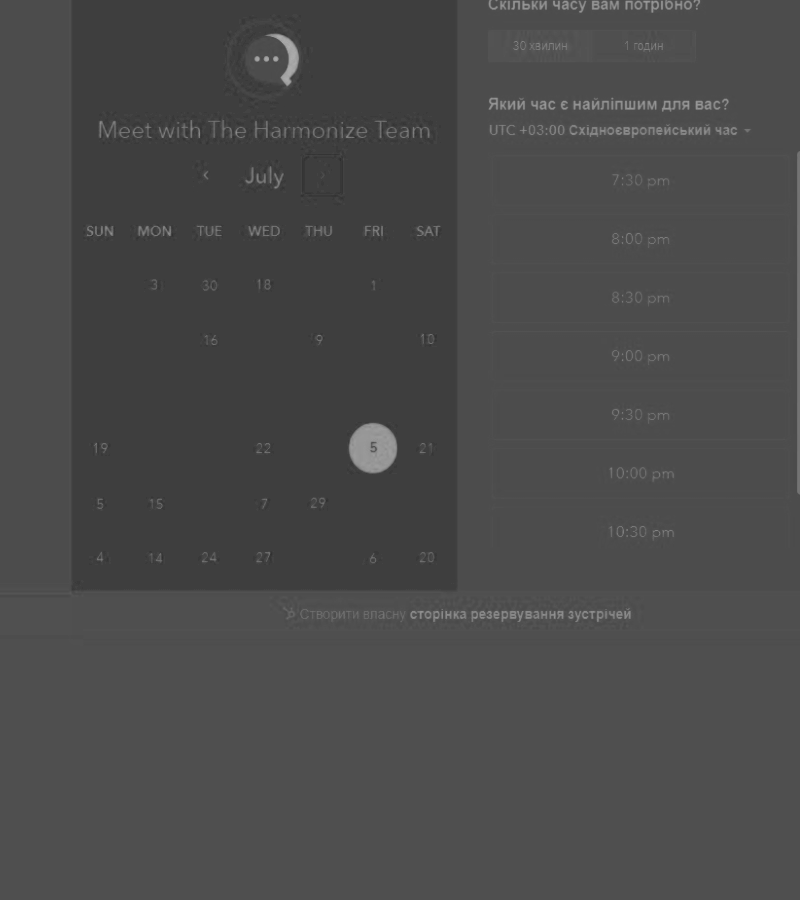 Скільки часу вам потрібно?
30 хвилин 1 годин
Meet with The Harmonize Team
July
SUN MON TUE WED THU FRI SAT
3 30 18 1
16 9 10
19 22 5 21
5 15 7 29
4 14 24 27 6 20
Який час є найліпшим для вас?
UTC +03:00 Східноєвропейський час
7:30 pm
8:00 pm
8:30 pm
9:00 pm
9:30 pm
10:00 pm
10:30 pm
Створити власну сторінка резервування зустрічей